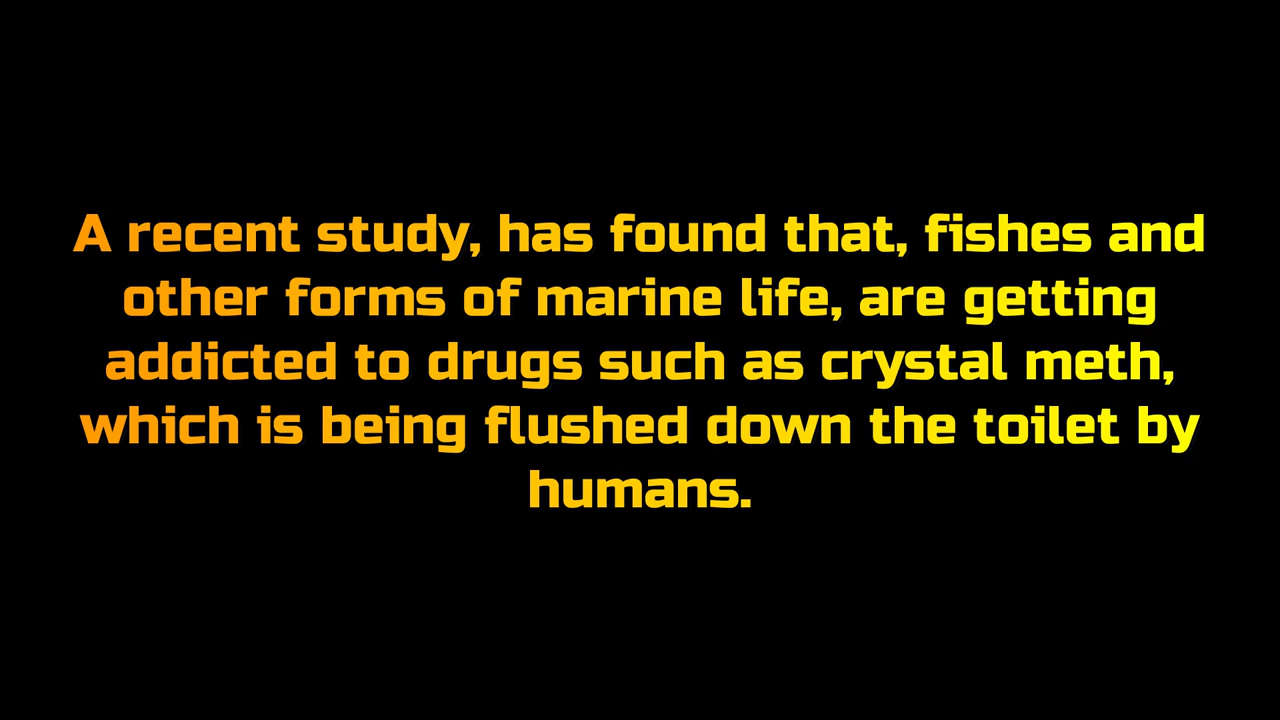 A recent study, has found that, fishes and
other forms of marine life, are getting
addicted to drugs such as crystal meth,
which is being flushed down the toilet by
humans.